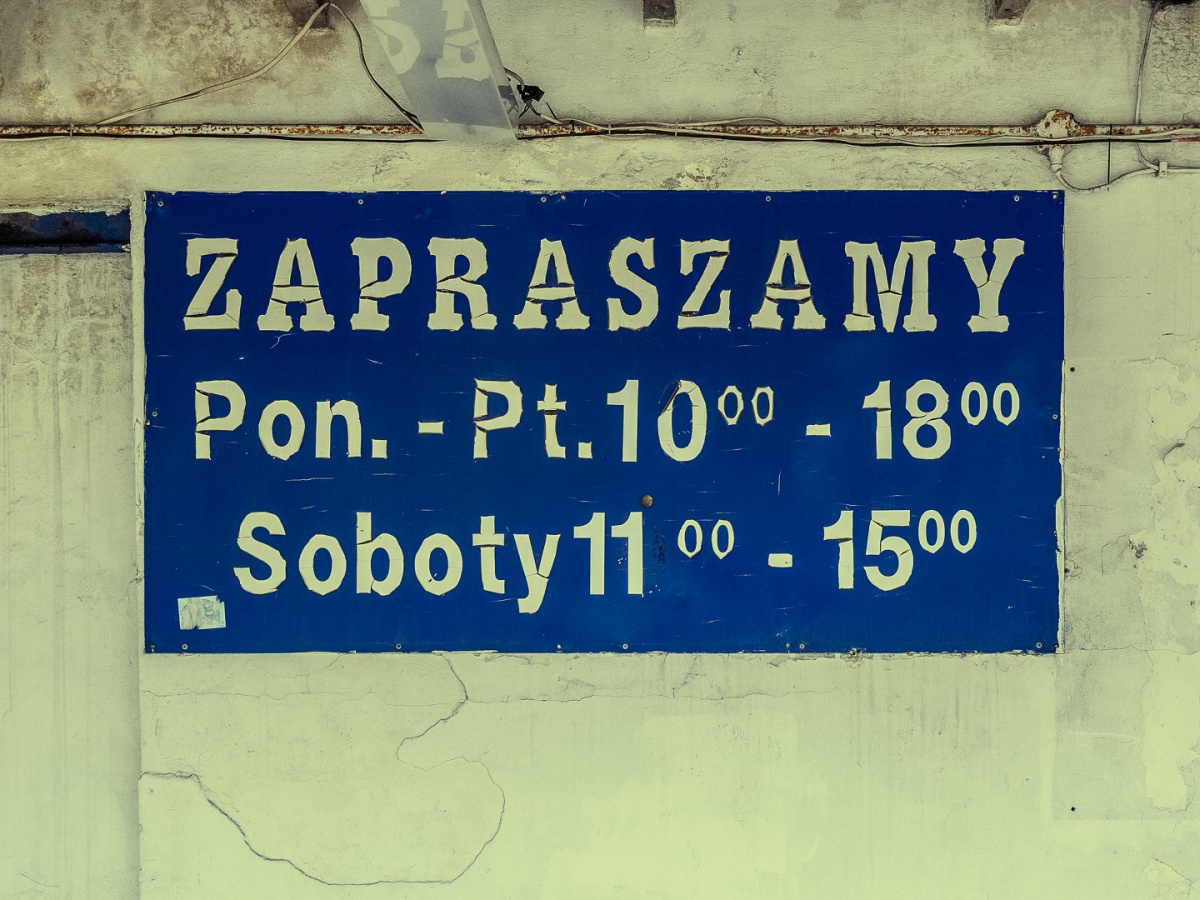 ZAPRASZAMY
Pon. - Pt. 10⁰⁰ - 18⁰⁰
Soboty 11⁰⁰ - 15⁰⁰